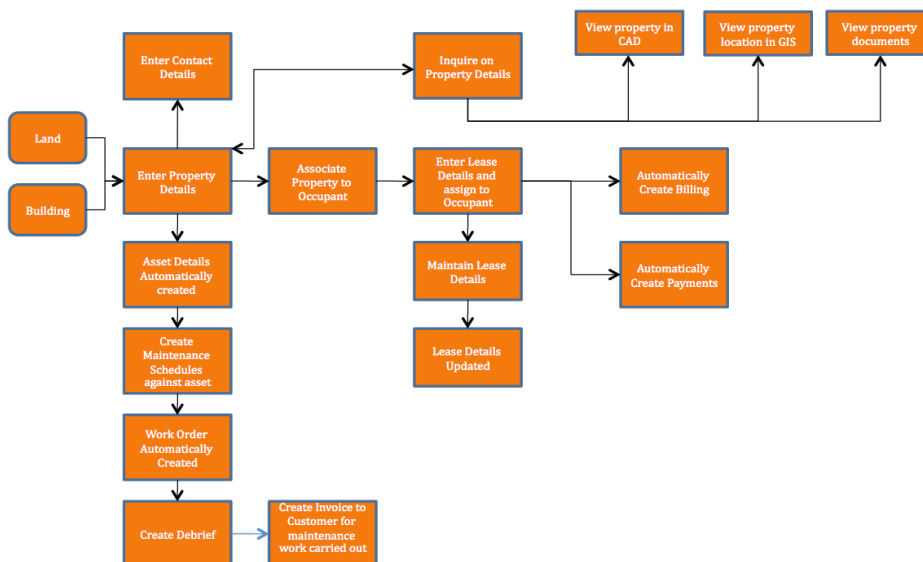 View property in
CAD
View property
location in GIS
View property
documents
Enter Contact
Details
Inquire on
Property Details
Land
Building
Enter Property
Details
Associate
Property to
Occupant
Enter Lease
Details and
assign to
Occupant
Automatically
Create Billing
Asset Details
Automatically
created
Maintain Lease
Details
Automatically
Create Payments
Create
Maintenance
Schedules
against asset
Lease Details
Updated
Work Order
Automatically
Created
Create Debrief
Create Invoice to
Customer for
maintenance
work carried out